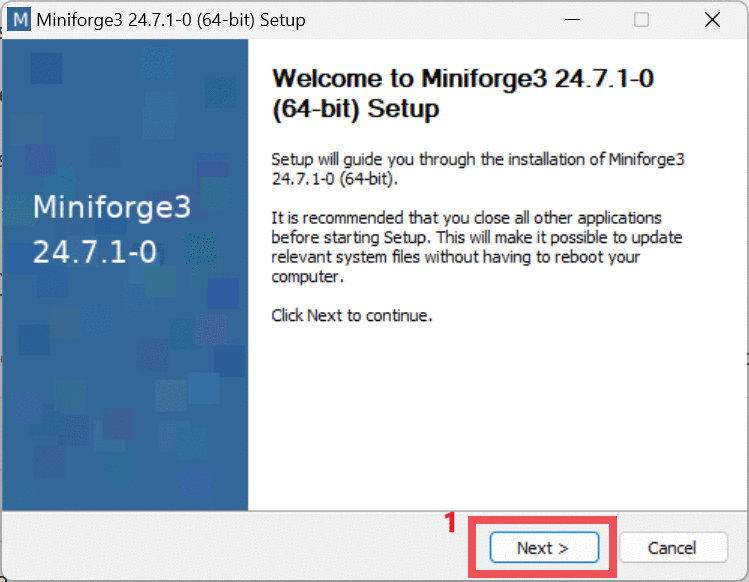 M Miniforge3 24.7.1-0 (64-bit) Setup
Miniforge3
24.7.1-0
Welcome to Miniforge3 24.7.1-0
(64-bit) Setup
Setup will guide you through the installation of Miniforge3
24.7.1-0 (64-bit).
It is recommended that you close all other applications
before starting Setup. This will make it possible to update
relevant system files without having to reboot your
computer.
Click Next to continue.
1
Next >
Cancel